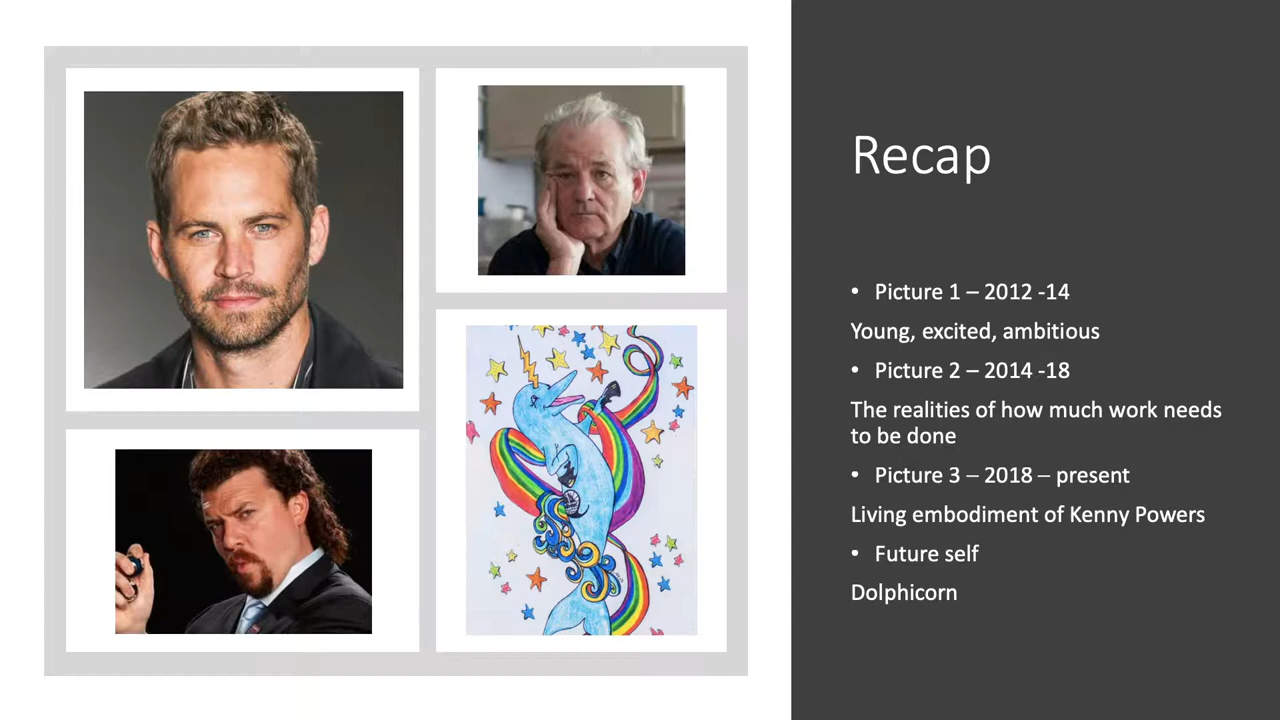 Recap
• Picture 1 – 2012 -14
Young, excited, ambitious
• Picture 2 – 2014 -18
The realities of how much work needs
to be done
• Picture 3 – 2018 – present
Living embodiment of Kenny Powers
• Future self
Dolphicorn